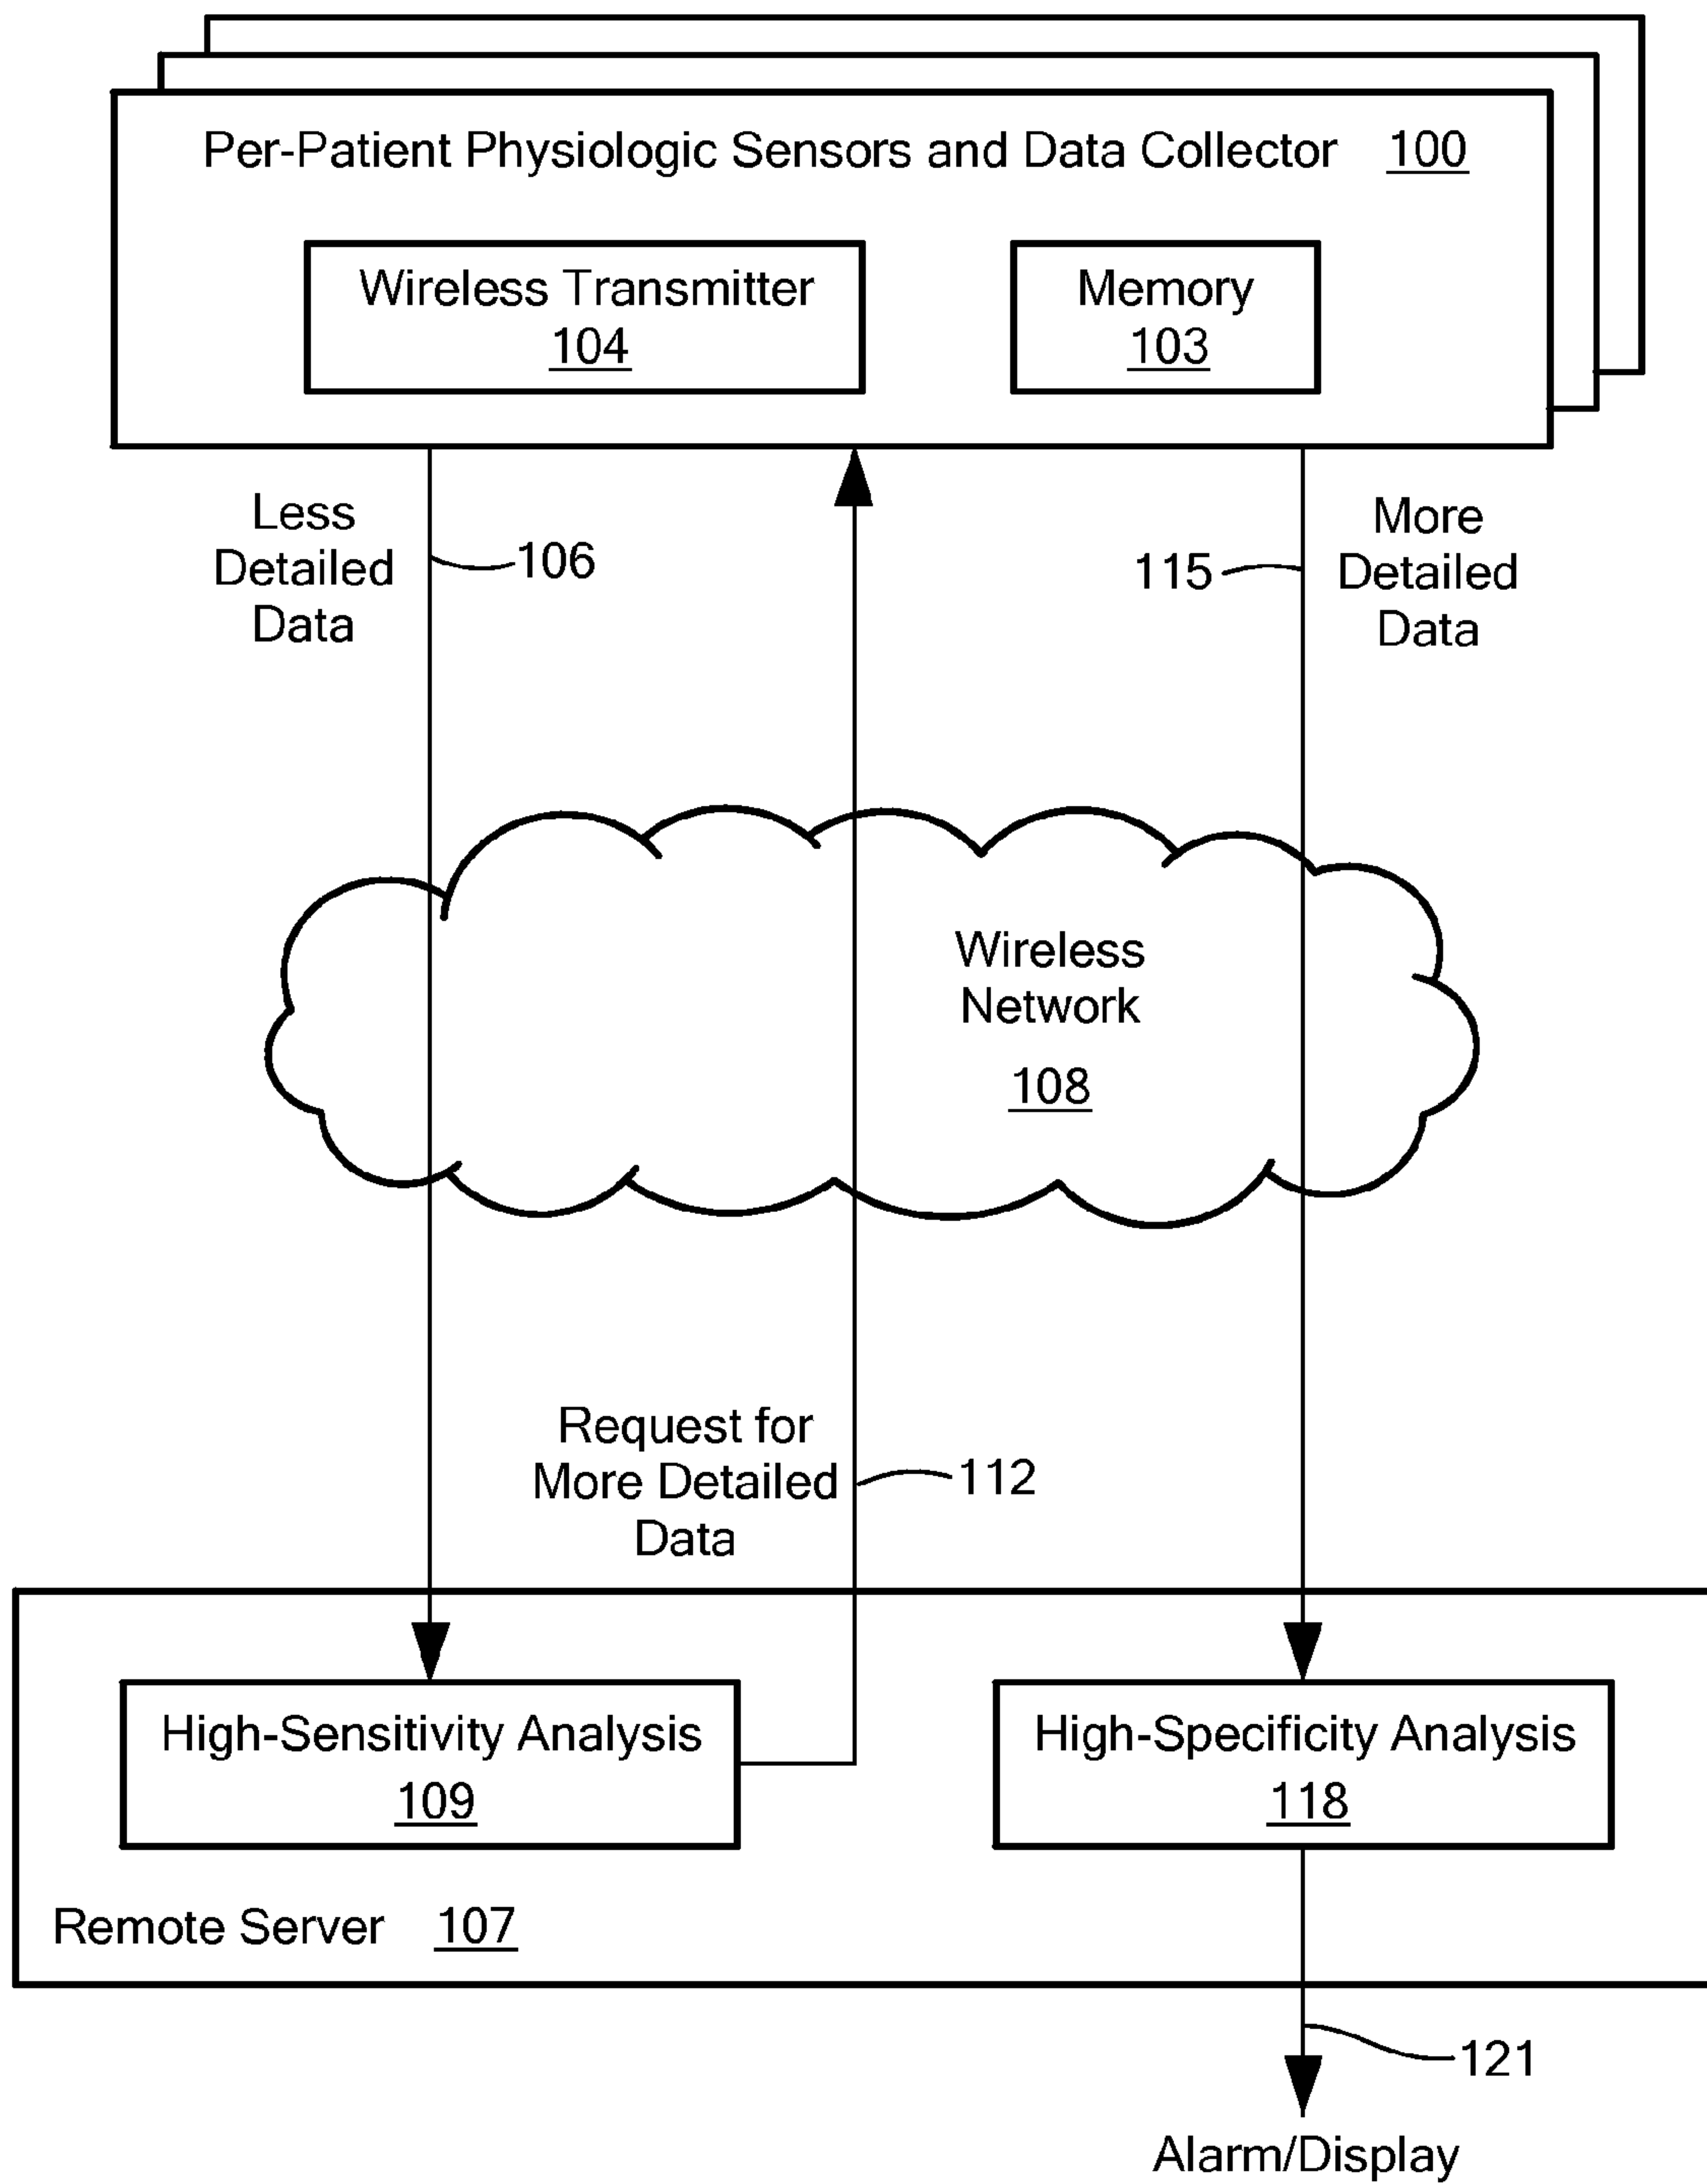 Per-Patient Physiologic Sensors and Data Collector 100
Wireless Transmitter
104
Memory
103
Less
Detailed
Data
106
115
More
Detailed
Data
Wireless
Network
108
Request for
More Detailed
Data
112
High-Sensitivity Analysis
109
High-Specificity Analysis
118
Remote Server 107
121
Alarm/Display